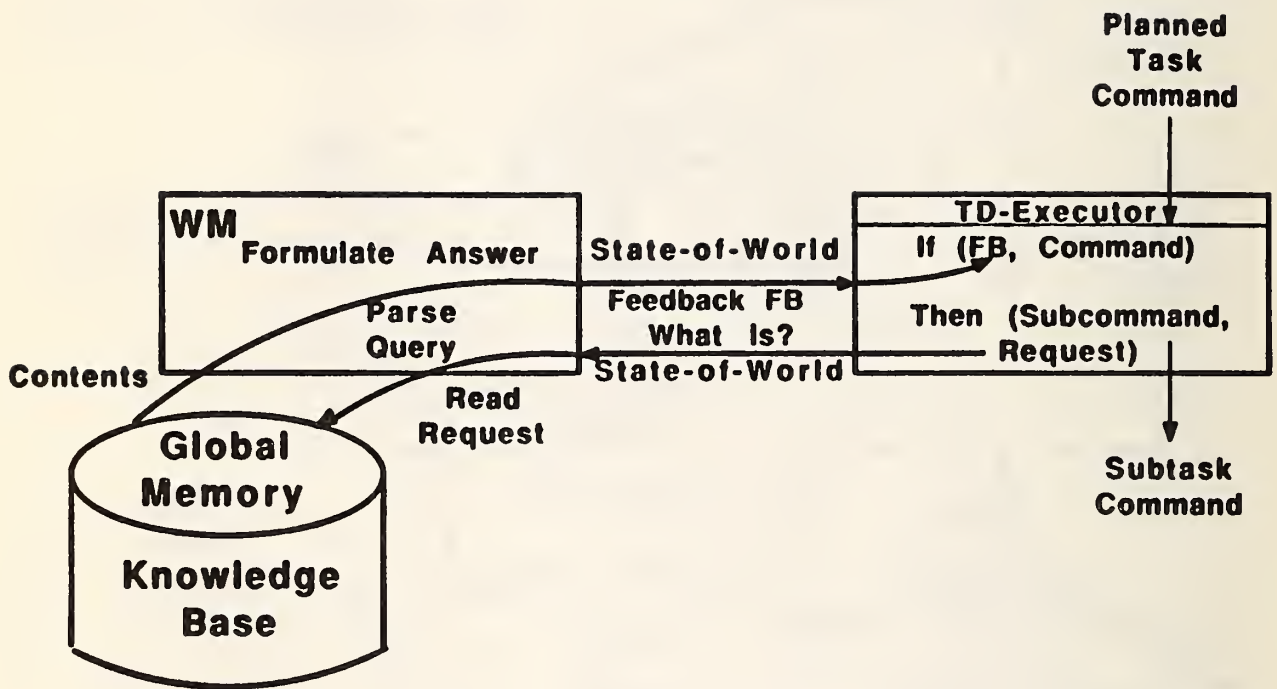 Planned
Task
Command
WM
Formulate Answer
Parse
Query
State-of-World
Feedback FB
What Is?
State-of-World
TD-Executor
If (FB, Command)
Then (Subcommand,
Request)
Contents
Read
Request
Global
Memory
Knowledge
Base
Subtask
Command